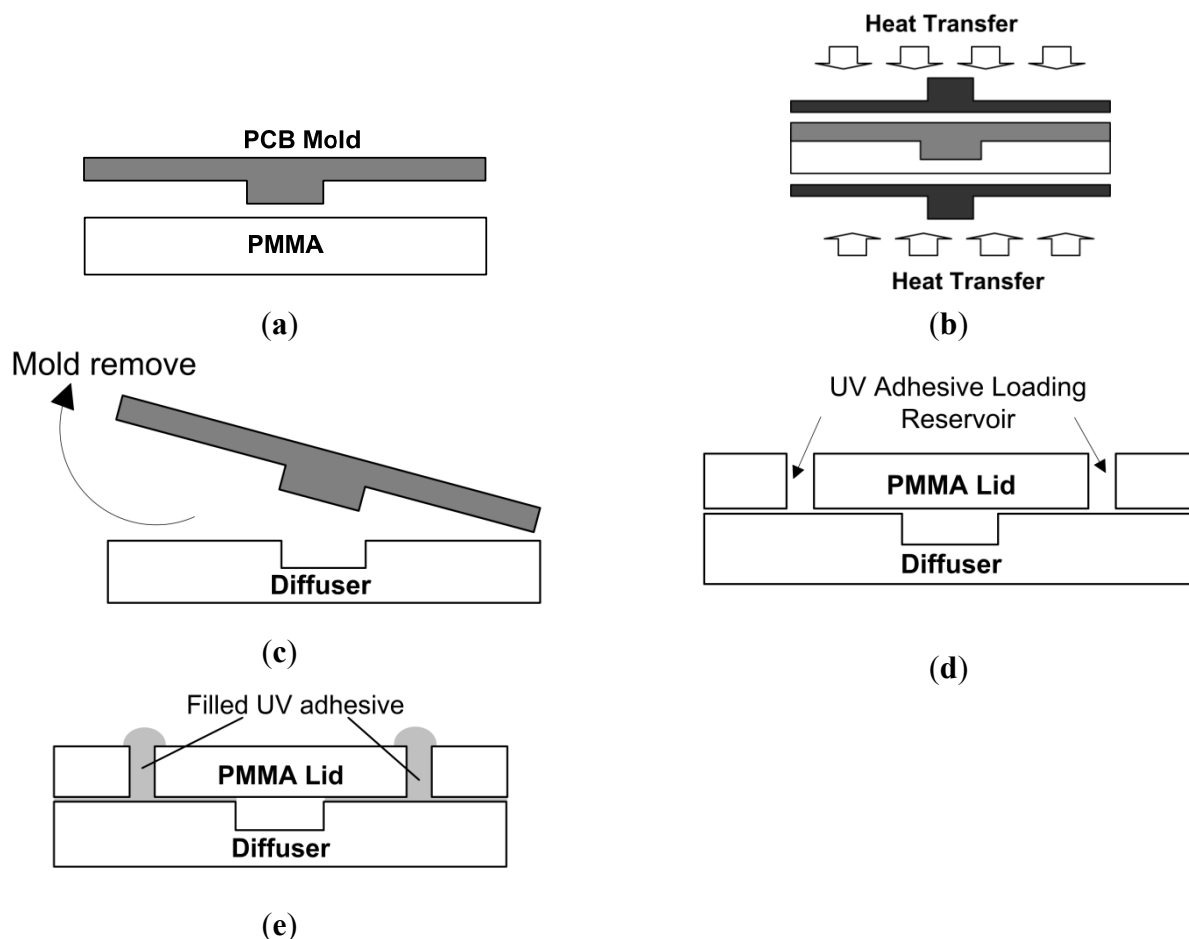 PCB Mold
PMMA
(a)
Heat Transfer
Heat Transfer
(b)
Mold remove
Diffuser
(c)
UV Adhesive Loading
Reservoir
PMMA Lid
Diffuser
(d)
Filled UV adhesive
PMMA Lid
Diffuser
(e)